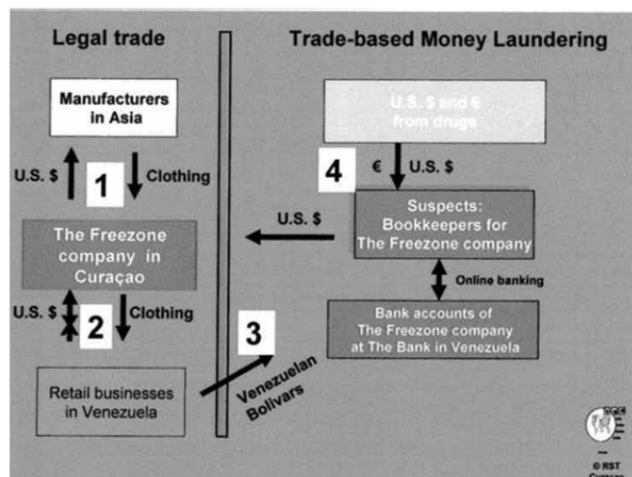 Legal trade
Trade-based Money Laundering
Manufacturers
in Asia
U.S. $ and €
from drugs
U.S. $
1
Clothing
4
€
U.S. $
The Freezone
company in
Curaçao
U.S. $
Suspects:
Bookkeepers for
The Freezone company
Online banking
U.S. $
2
Clothing
3
Bank accounts of
The Freezone company
at The Bank in Venezuela
Retail businesses
in Venezuela
Venezuelan
Bolivars
© RST
Curaçao